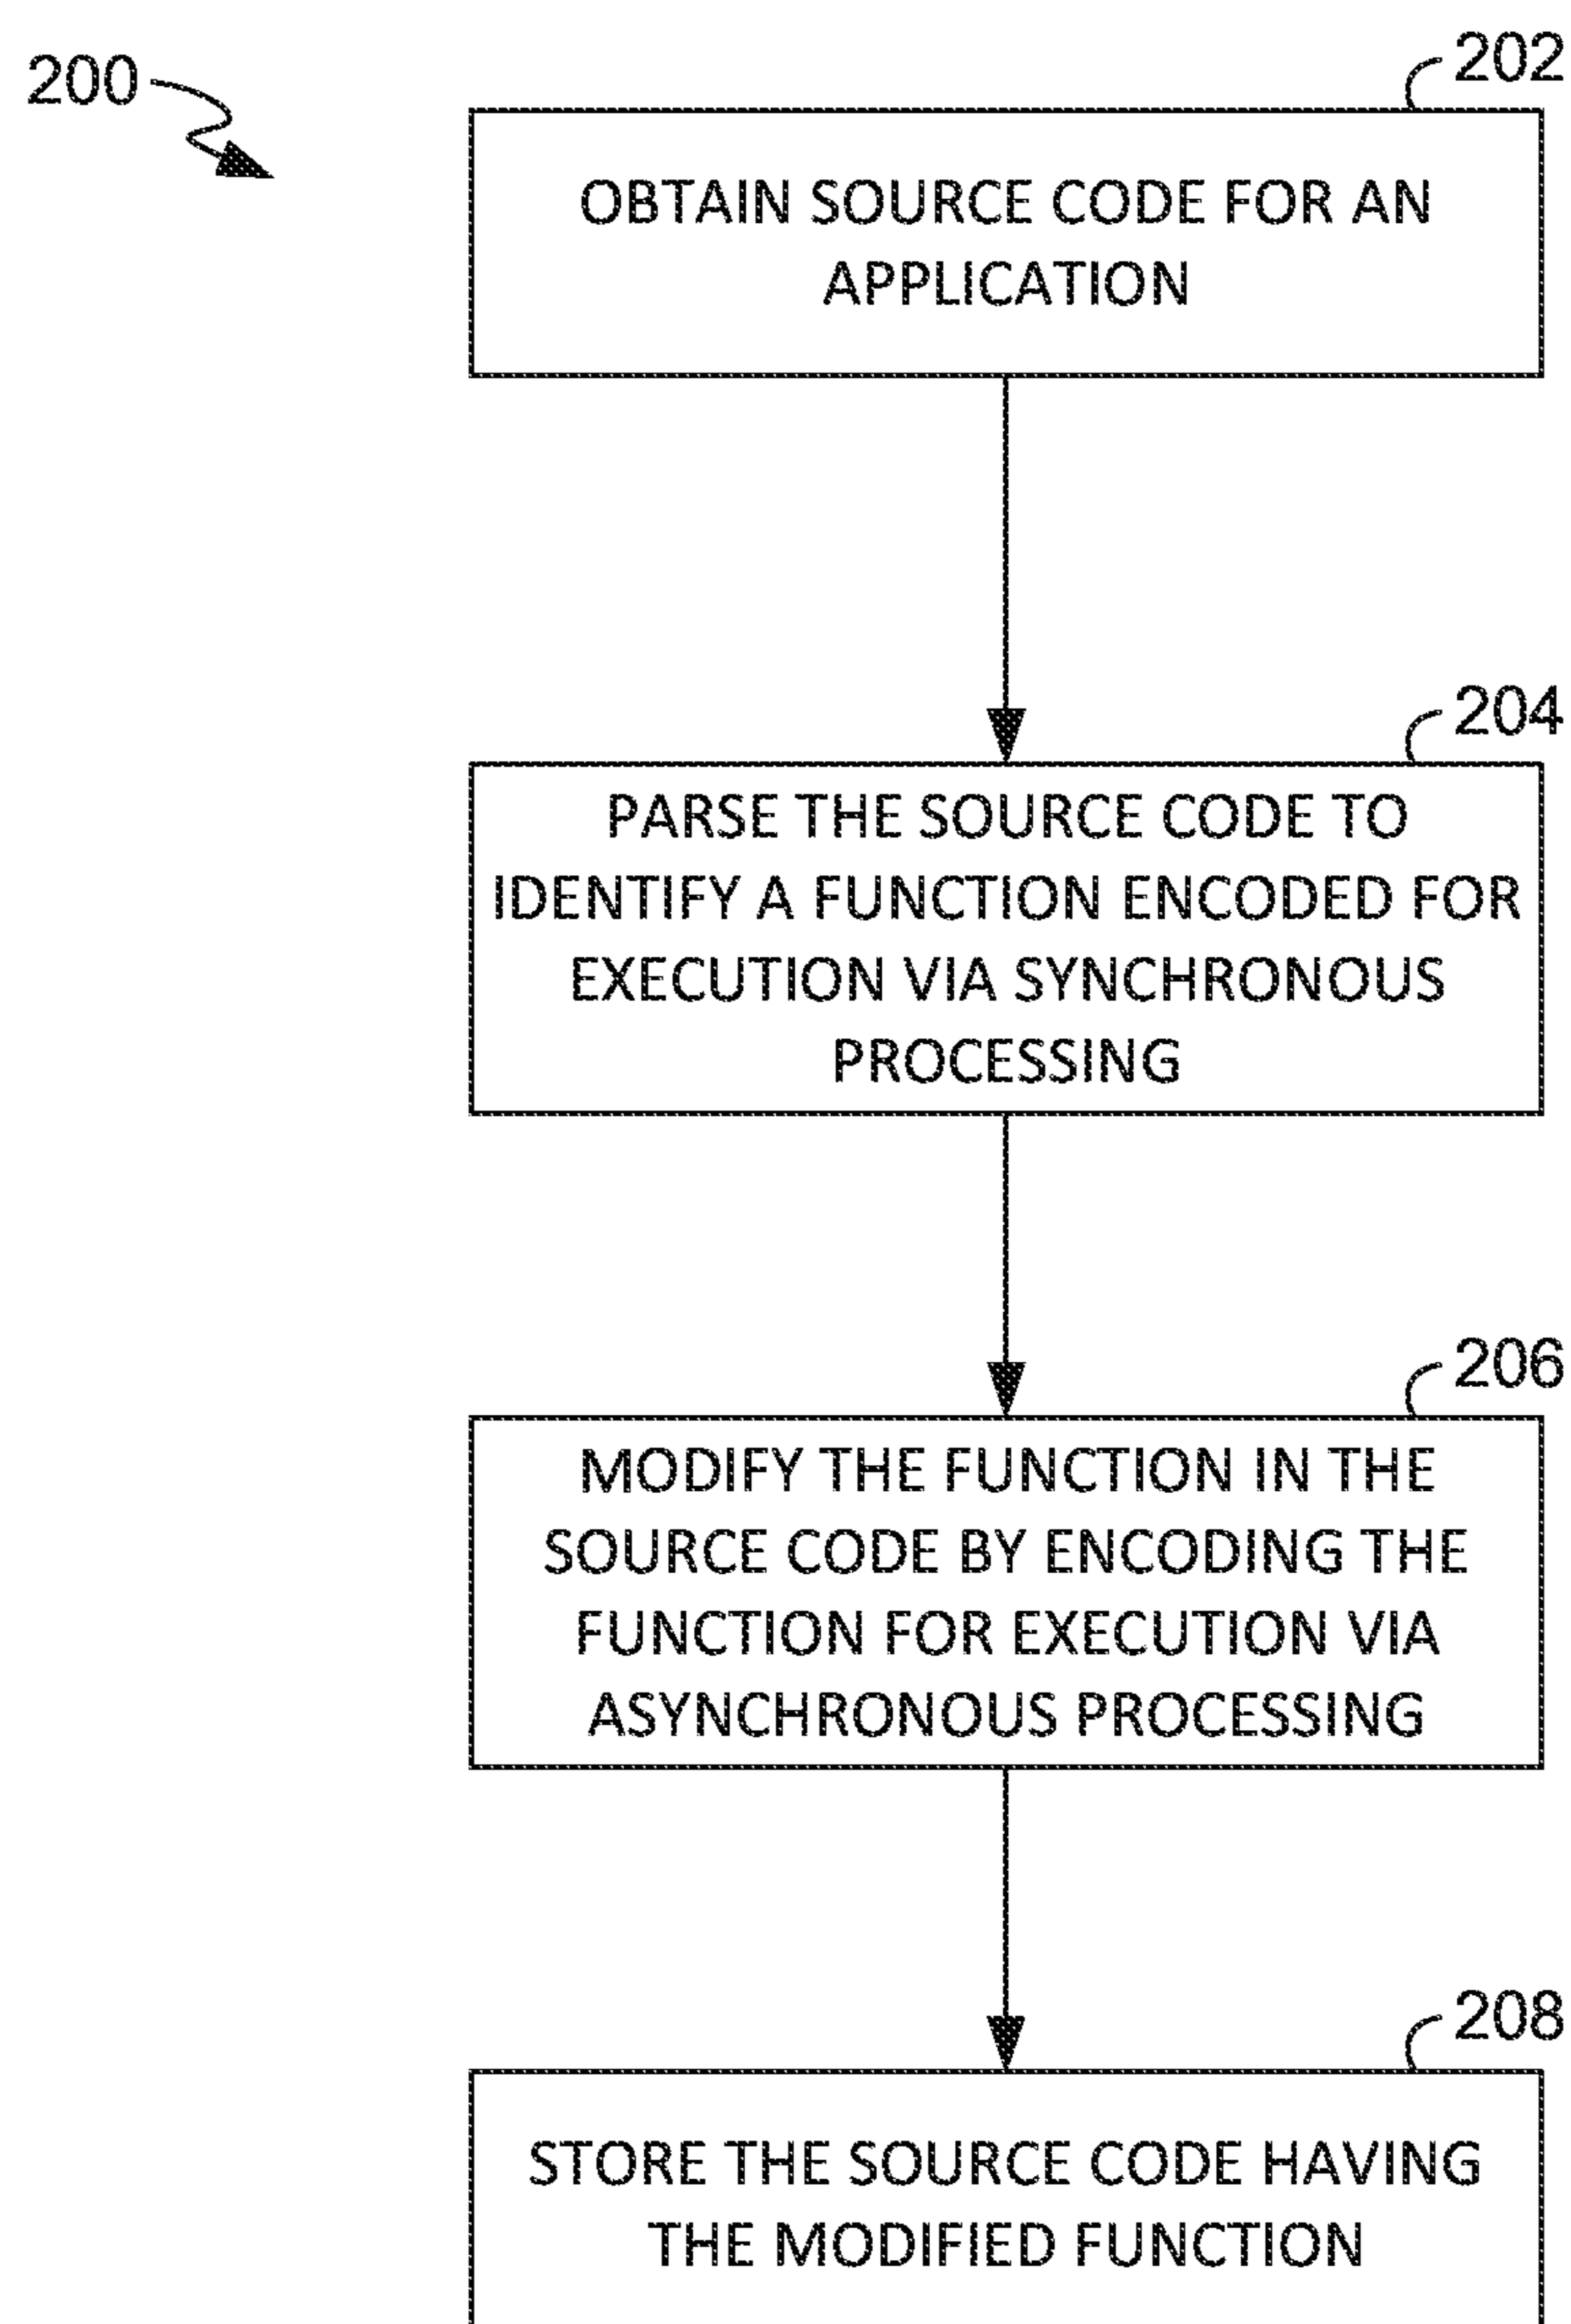 200
202
OBTAIN SOURCE CODE FOR AN
APPLICATION
204
PARSE THE SOURCE CODE TO
IDENTIFY A FUNCTION ENCODED FOR
EXECUTION VIA SYNCHRONOUS
PROCESSING
206
MODIFY THE FUNCTION IN THE
SOURCE CODE BY ENCODING THE
FUNCTION FOR EXECUTION VIA
ASYNCHRONOUS PROCESSING
208
STORE THE SOURCE CODE HAVING
THE MODIFIED FUNCTION